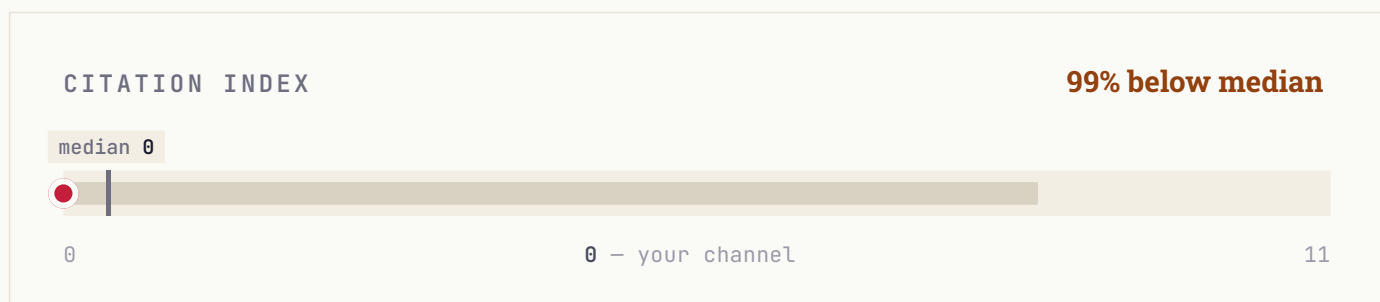 CITATION INDEX 99% below median
median 0
0 0 — your channel 11